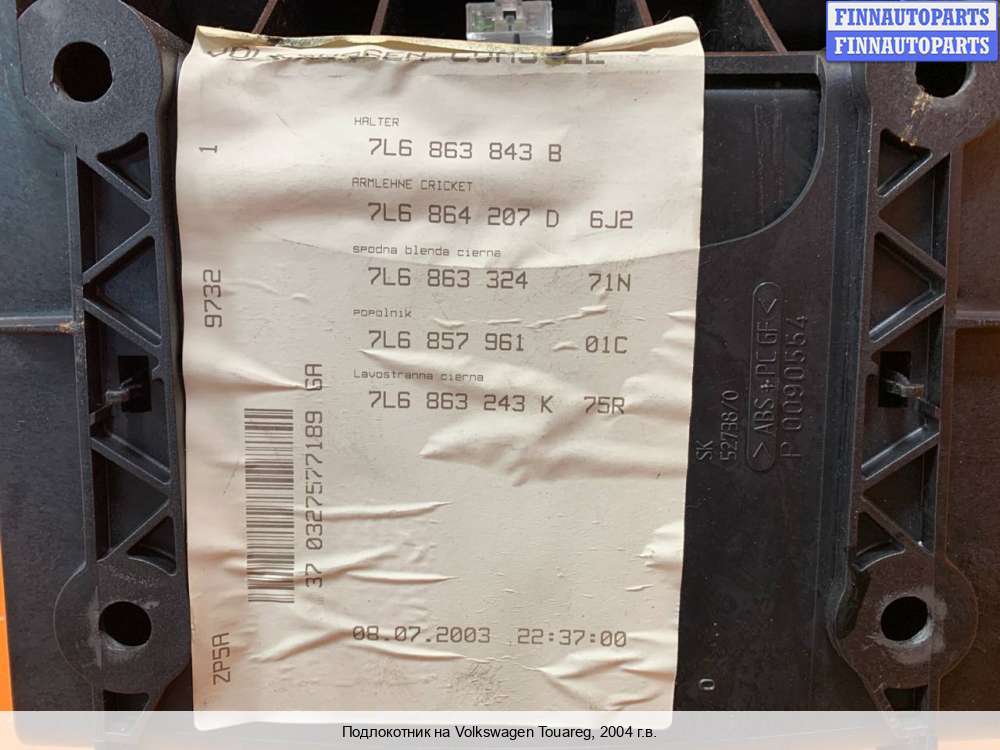 FINNAUTOPARTS
FINNAUTOPARTS
HALTER
7L6 863 843 B
ARMLEHNE CRICKET
7L6 864 207 D 6J2
spodna blenda cierna
7L6 863 324 71N
popolnik
7L6 857 961 01C
Lavostranna cierna
7L6 863 243 K 75R
08.07.2003 22:37:00
1
9732
ZP5A
37 0327577189 GA
SK
52738/0
>ABS+PC GF<
P 0090554
0
Подлокотник на Volkswagen Touareg, 2004 г.в.